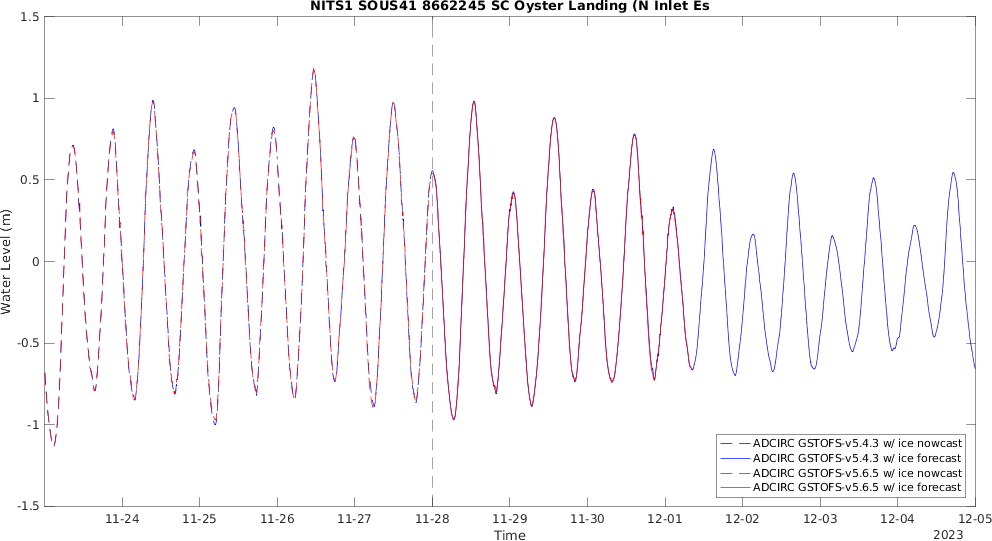 NITS1 SOUS41 8662245 SC Oyster Landing (N Inlet Es
Water Level (m)
1.5
1
0.5
0
-0.5
-1
-1.5
11-24 11-25 11-26 11-27 11-28 11-29 11-30 12-01 12-02 12-03 12-04 12-05
2023
Time
ADCIRC GSTOFS-v5.4.3 w/ ice nowcast
ADCIRC GSTOFS-v5.4.3 w/ ice forecast
ADCIRC GSTOFS-v5.6.5 w/ ice nowcast
ADCIRC GSTOFS-v5.6.5 w/ ice forecast